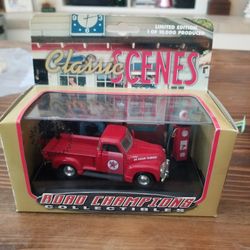 LIMITED EDITION
1 OF 10,000 PRODUCED
Classic
SCENES
ROAD CHAMPIONS
COLLECTIBLES